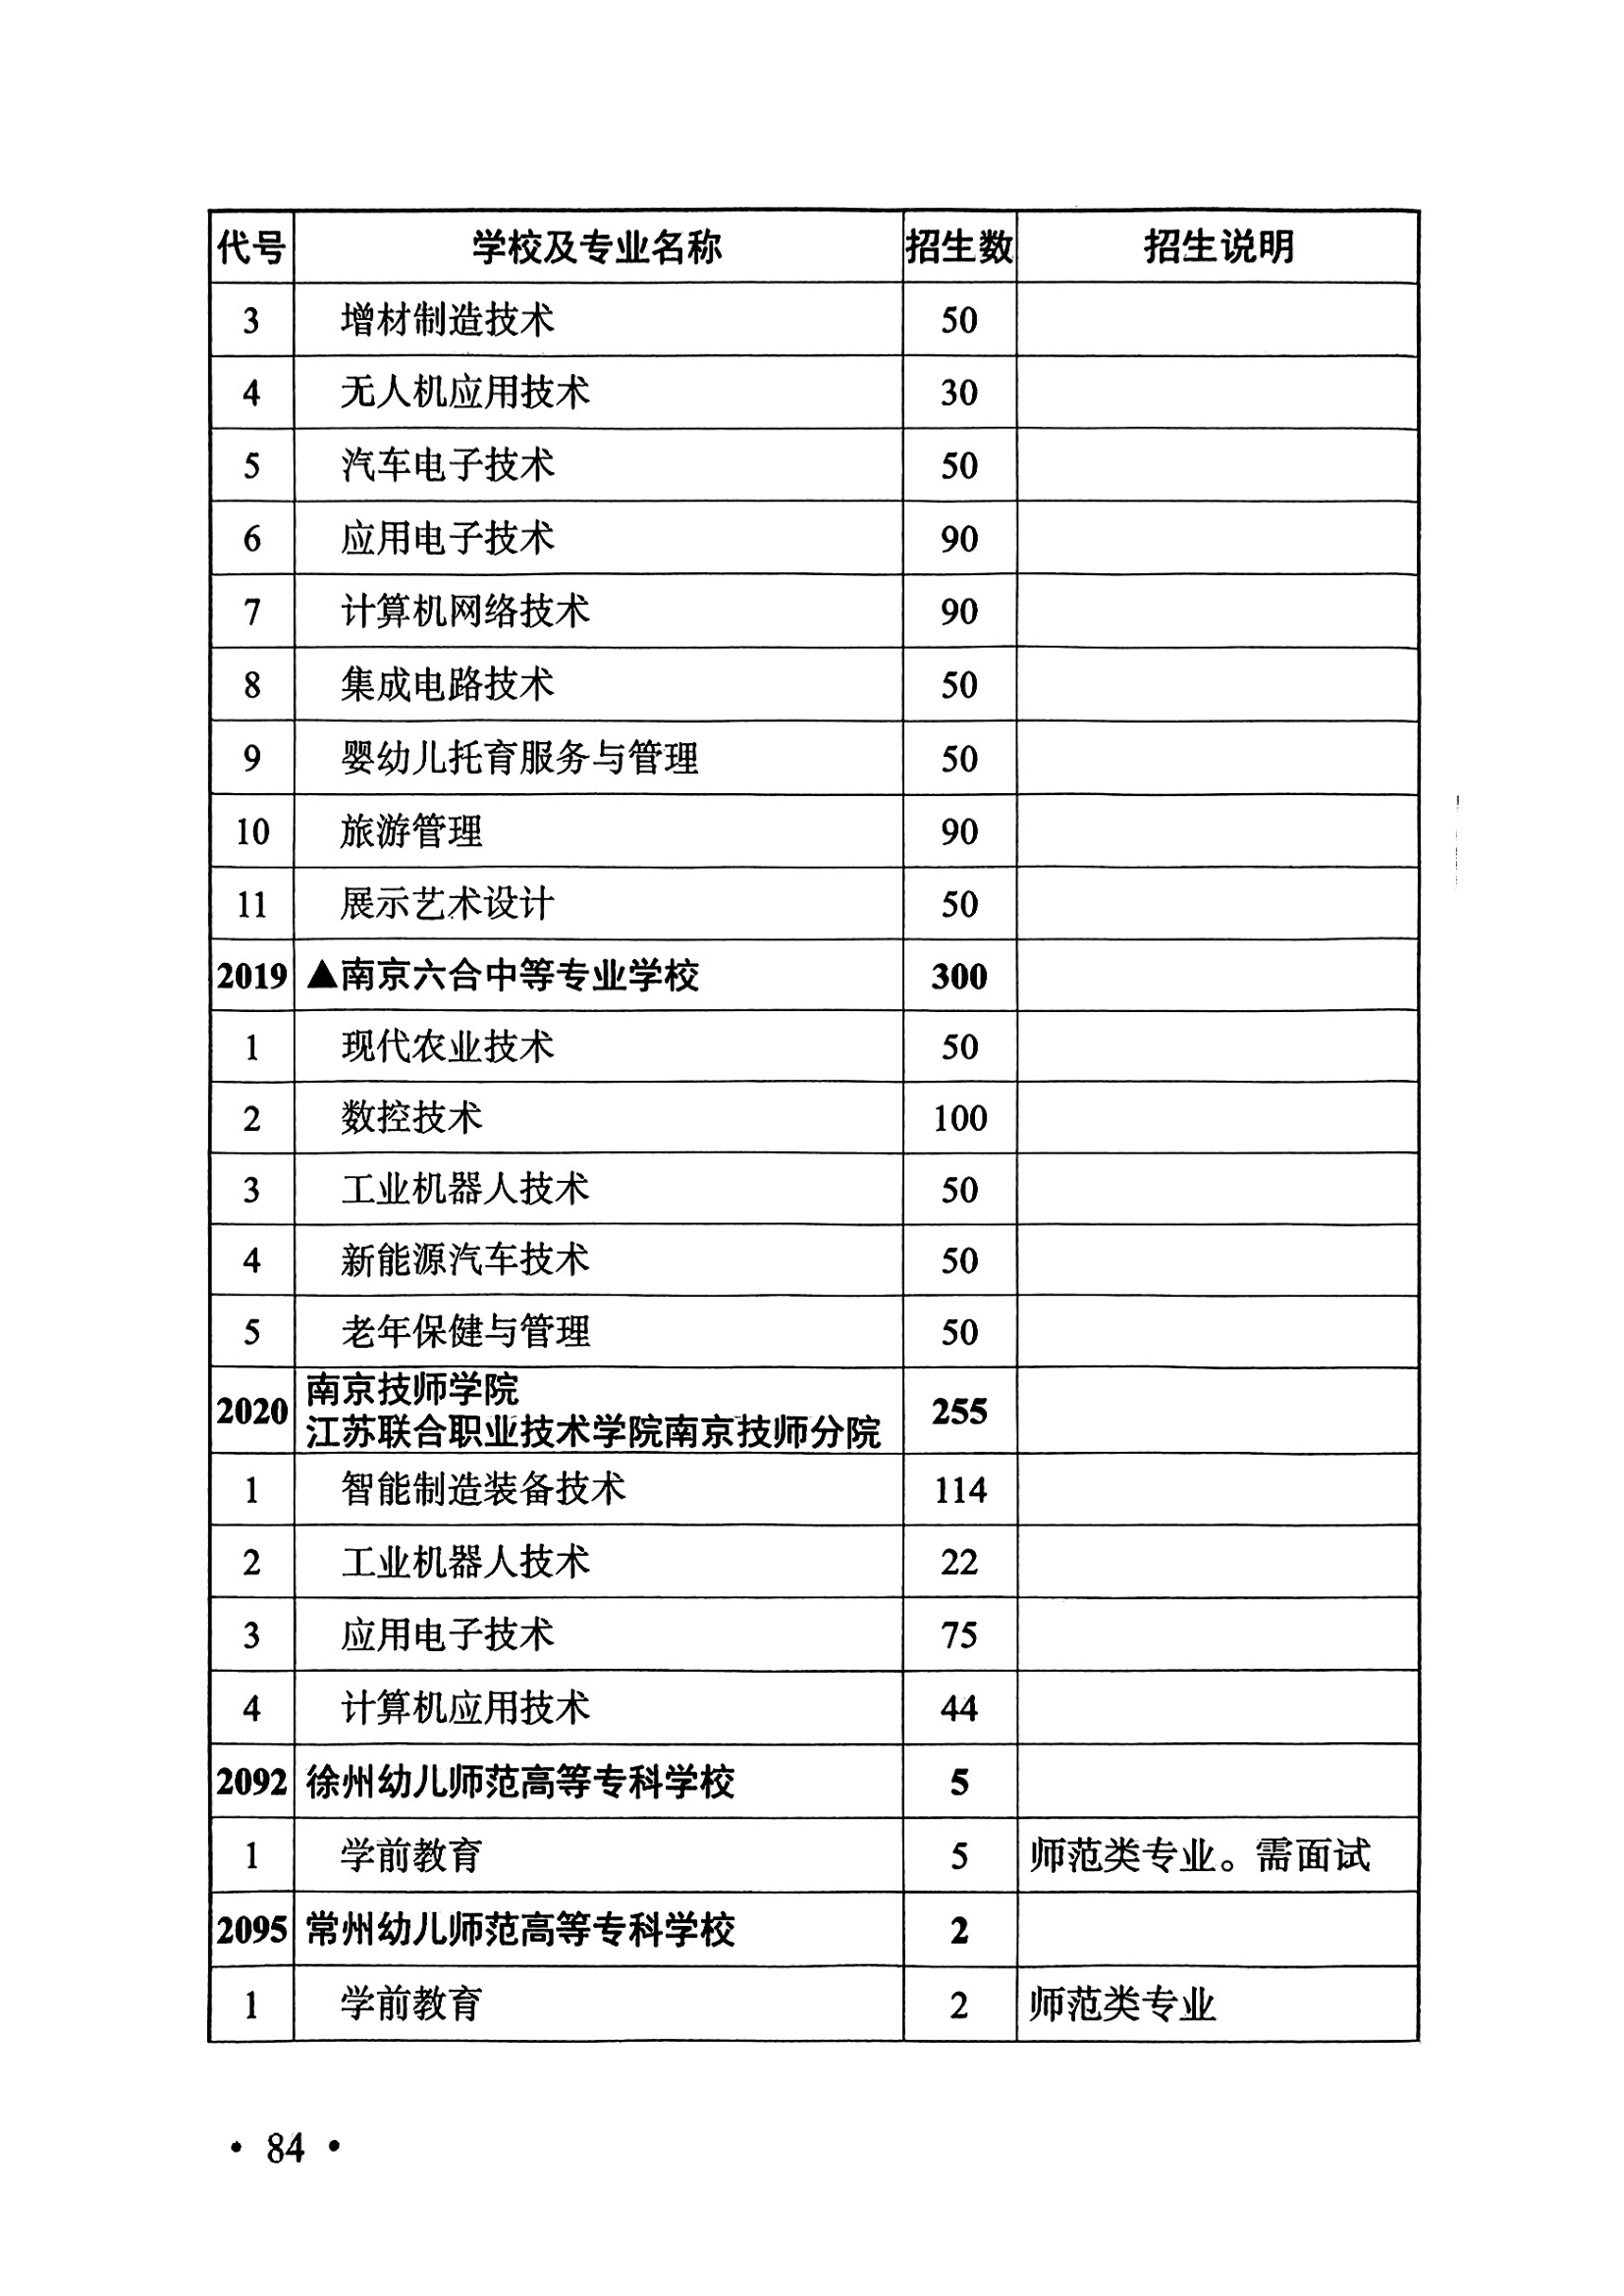 代号 学校及专业名称 招生数 招生说明
3 增材制造技术 50
4 无人机应用技术 30
5 汽车电子技术 50
6 应用电子技术 90
7 计算机网络技术 90
8 集成电路技术 50
9 婴幼儿托育服务与管理 50
10 旅游管理 90
11 展示艺术设计 50
2019 ▲南京六合中等专业学校 300
1 现代农业技术 50
2 数控技术 100
3 工业机器人技术 50
4 新能源汽车技术 50
5 老年保健与管理 50
2020 南京技师学院 255
江苏联合职业技术学院南京技师分院
1 智能制造装备技术 114
2 工业机器人技术 22
3 应用电子技术 75
4 计算机应用技术 44
2092 徐州幼儿师范高等专科学校 5
1 学前教育 5 师范类专业。需面试
2095 常州幼儿师范高等专科学校 2
1 学前教育 2 师范类专业
· 84 ·